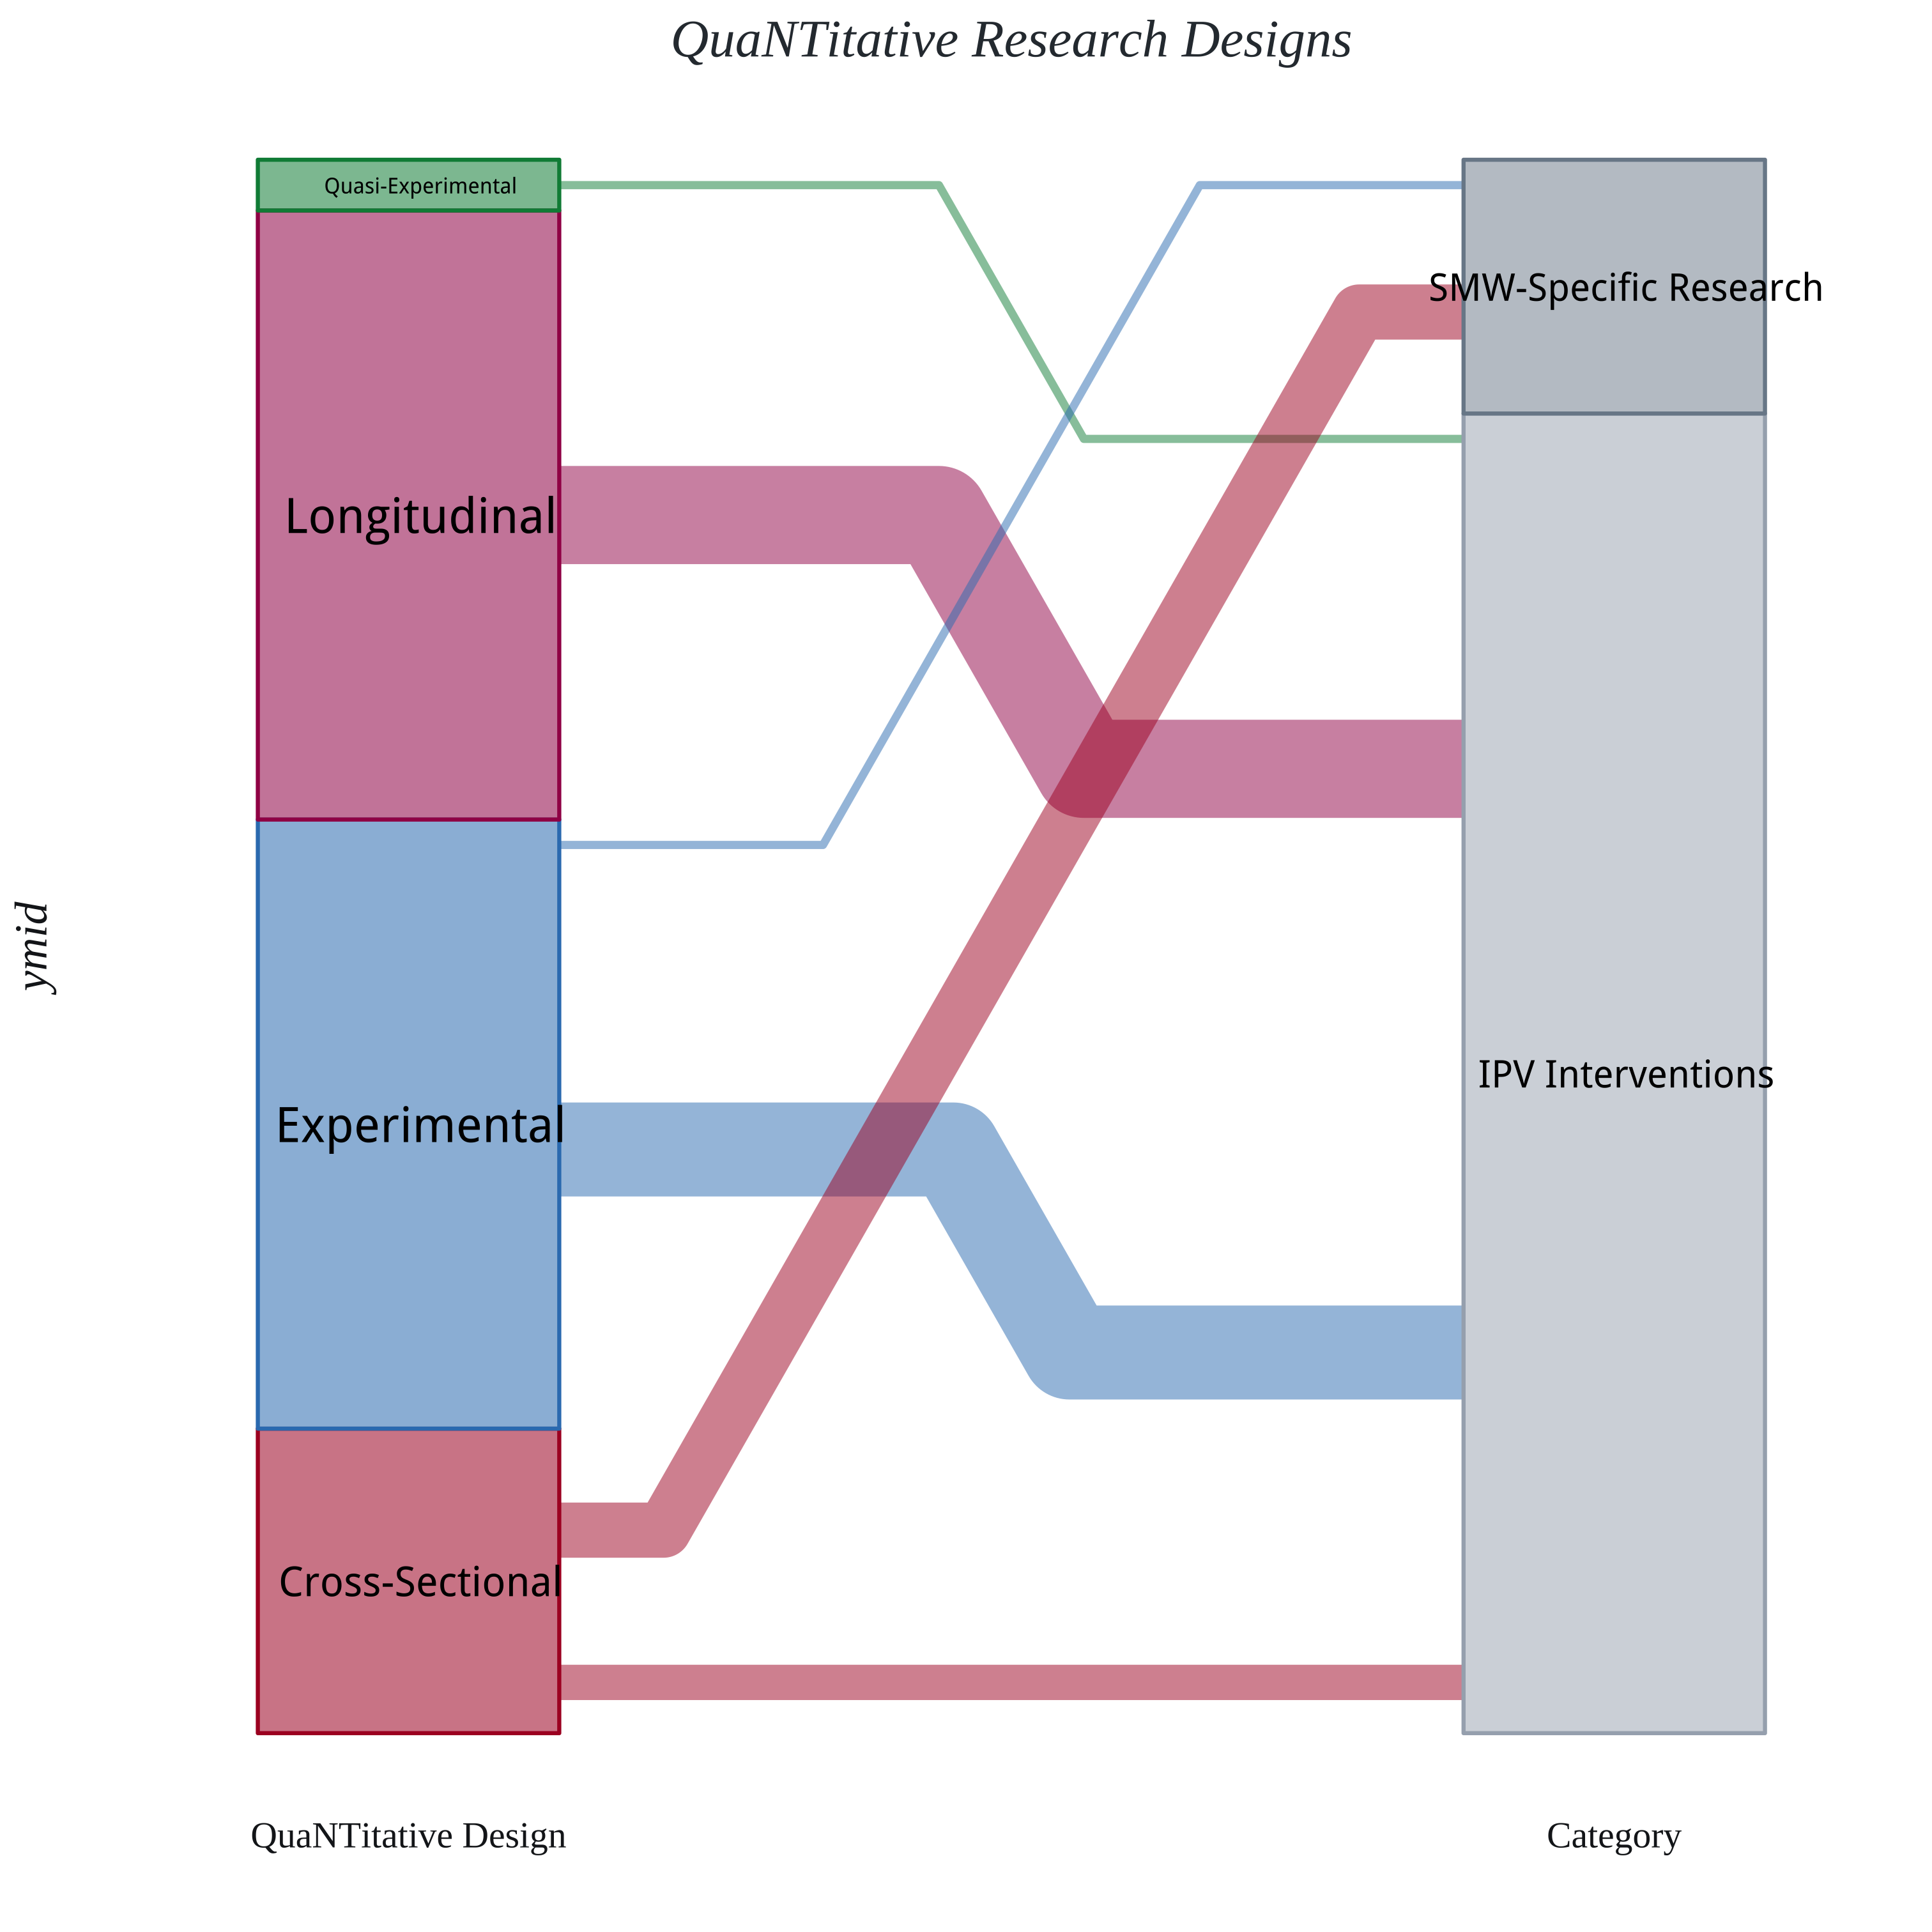 QuaNTitative Research Designs
Quasi-Experimental
SMW-Specific Research
Longitudinal
ymid
IPV Interventions
Experimental
Cross-Sectional
QuaNTitative Design
Category